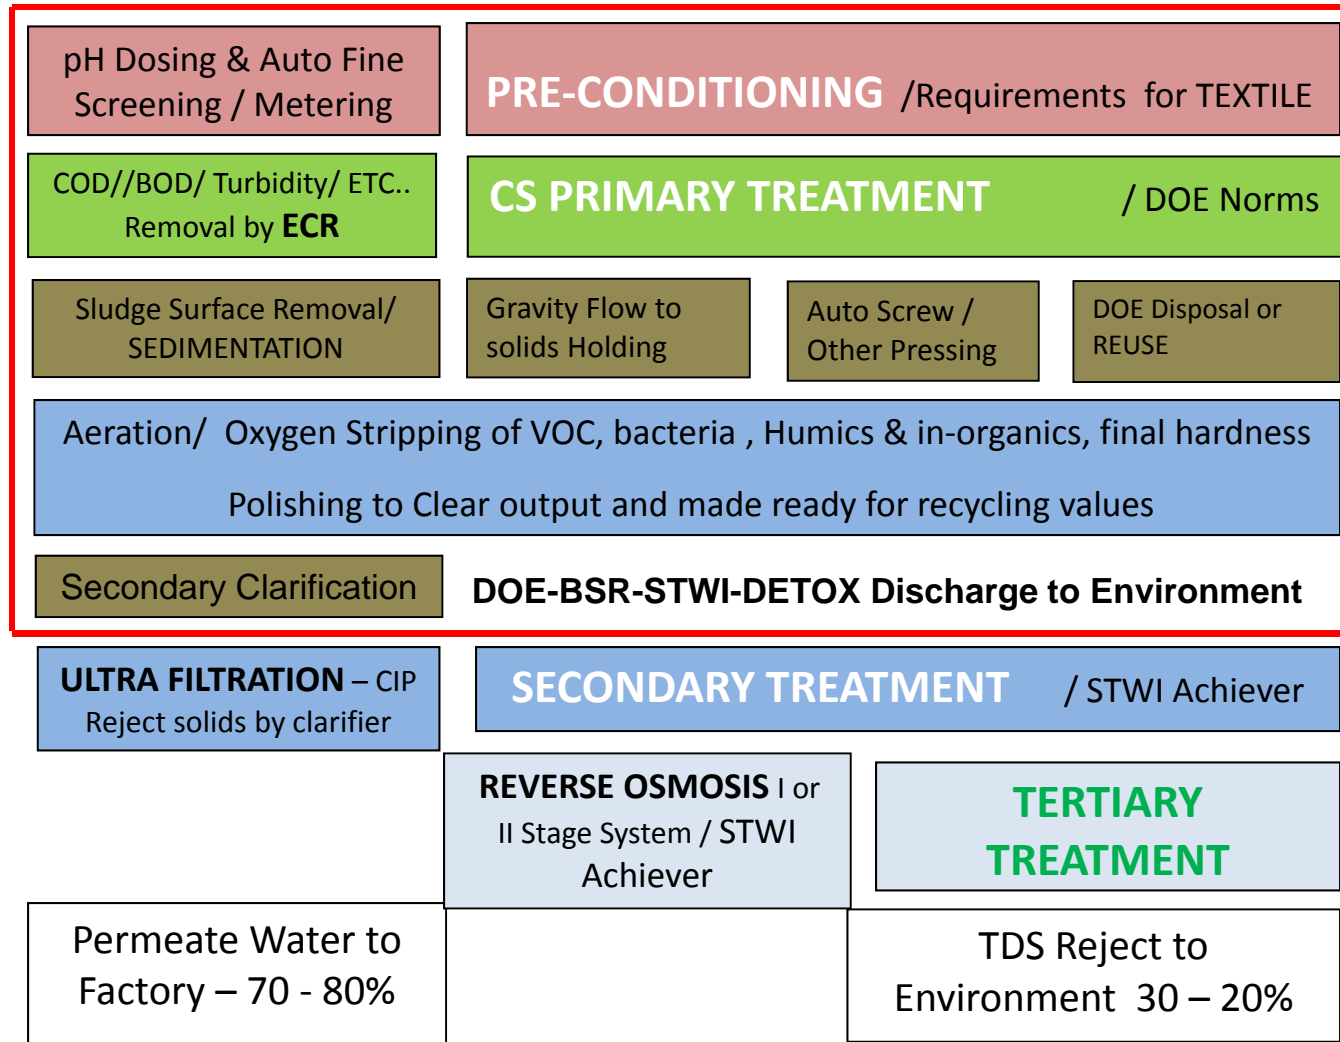 pH Dosing & Auto Fine
Screening / Metering
PRE-CONDITIONING /Requirements for TEXTILE
COD//BOD/ Turbidity/ ETC..
Removal by ECR
CS PRIMARY TREATMENT / DOE Norms
Sludge Surface Removal/
SEDIMENTATION
Gravity Flow to
solids Holding
Auto Screw /
Other Pressing
DOE Disposal or
REUSE
Aeration/ Oxygen Stripping of VOC, bacteria , Humics & in-organics, final hardness
Polishing to Clear output and made ready for recycling values
Secondary Clarification
DOE-BSR-STWI-DETOX Discharge to Environment
ULTRA FILTRATION – CIP
Reject solids by clarifier
SECONDARY TREATMENT / STWI Achiever
REVERSE OSMOSIS I or
II Stage System / STWI
Achiever
TERTIARY
TREATMENT
Permeate Water to
Factory – 70 - 80%
TDS Reject to
Environment 30 – 20%